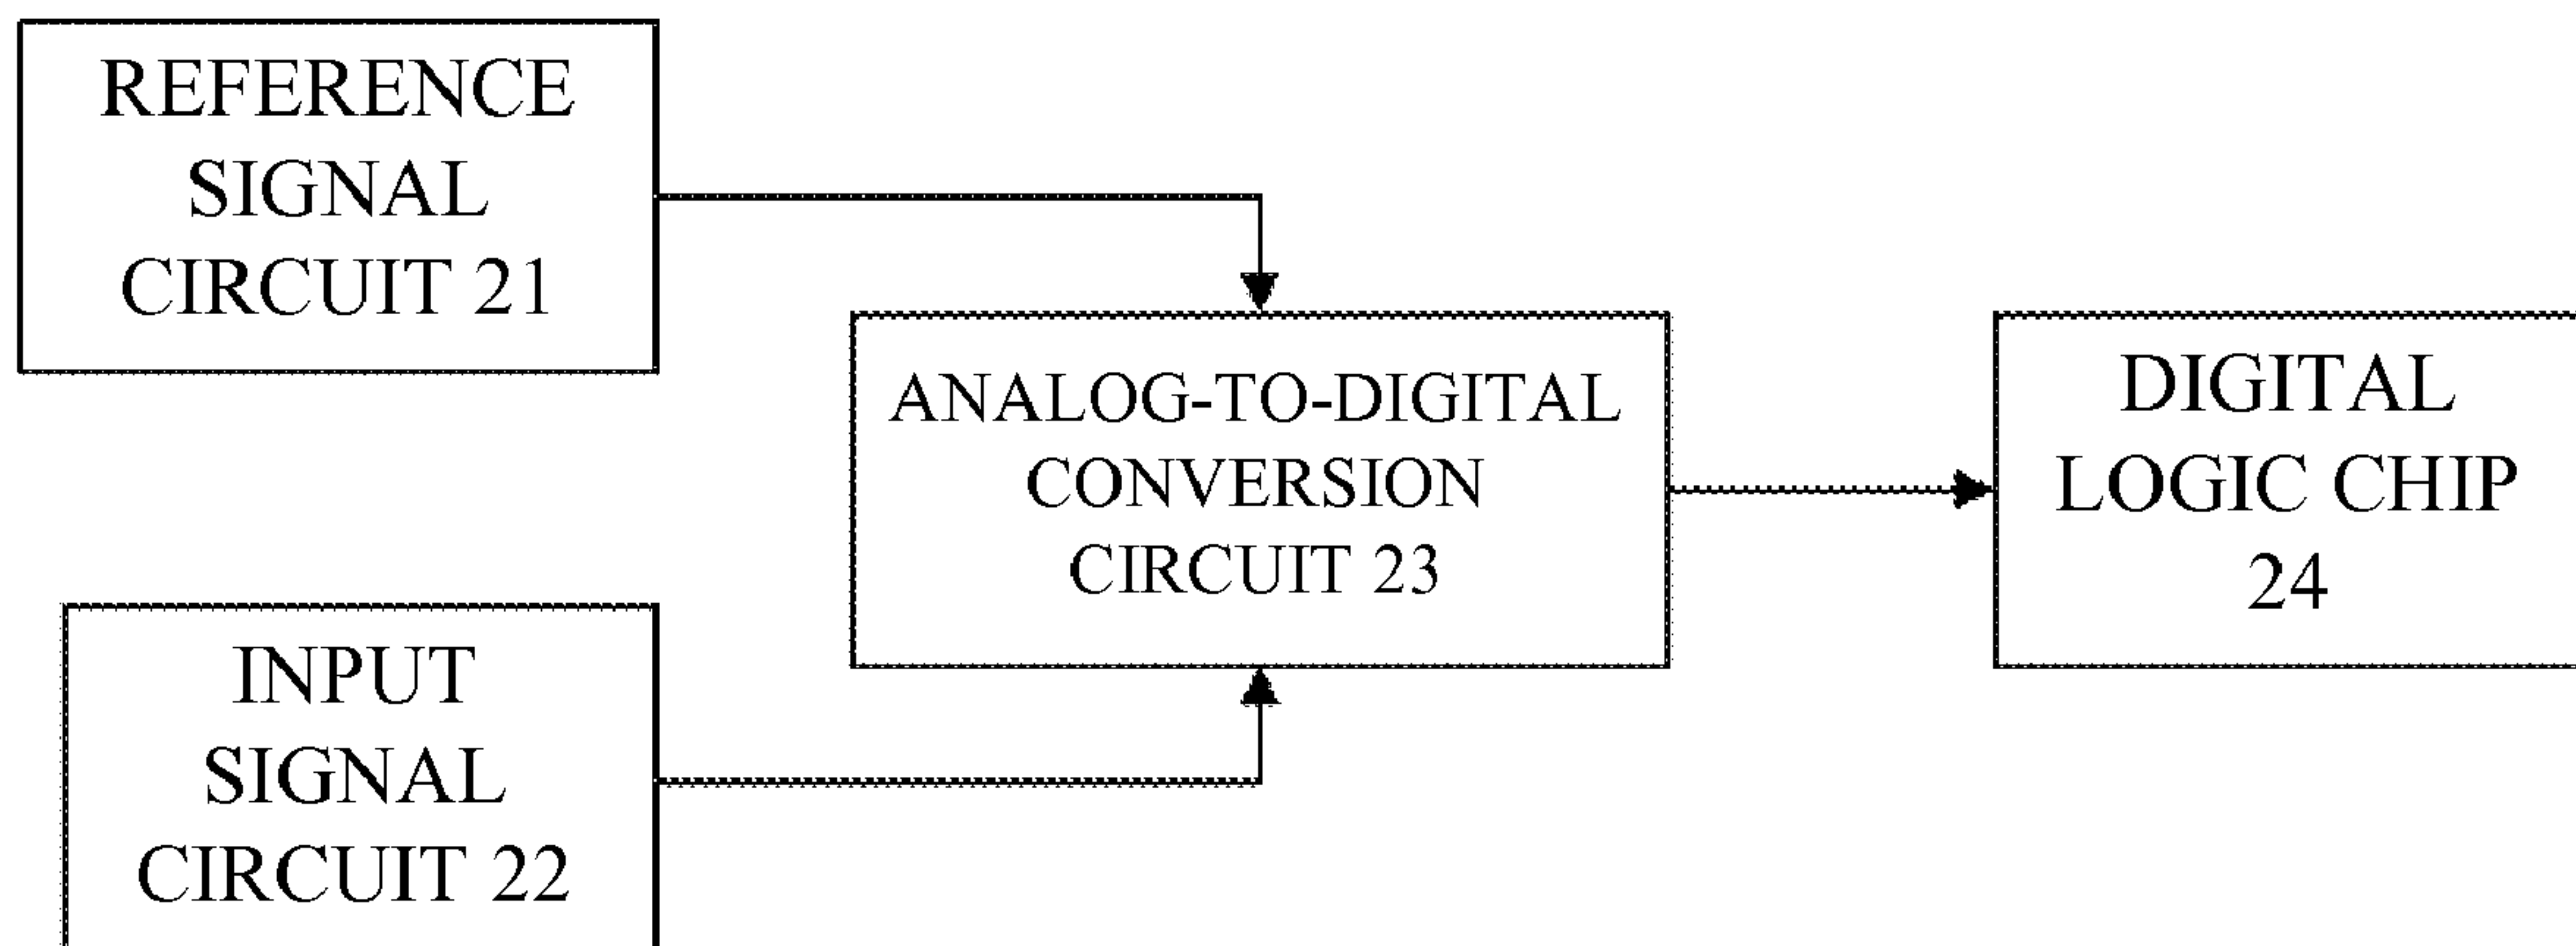 REFERENCE
SIGNAL
CIRCUIT 21
ANALOG-TO-DIGITAL
CONVERSION
CIRCUIT 23
DIGITAL
LOGIC CHIP
24
INPUT
SIGNAL
CIRCUIT 22